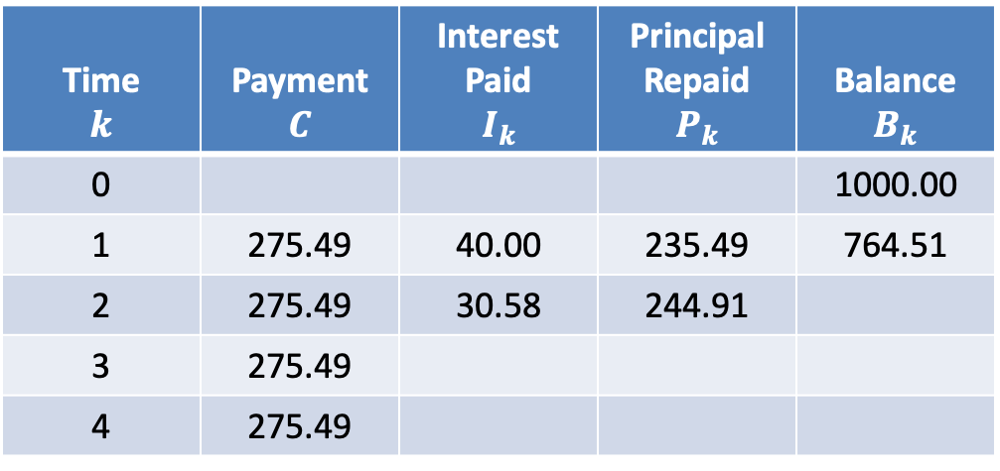 Time k Payment C Interest Paid I_k Principal Repaid P_k Balance B_k
0 1000.00
1 275.49 40.00 235.49 764.51
2 275.49 30.58 244.91
3 275.49
4 275.49